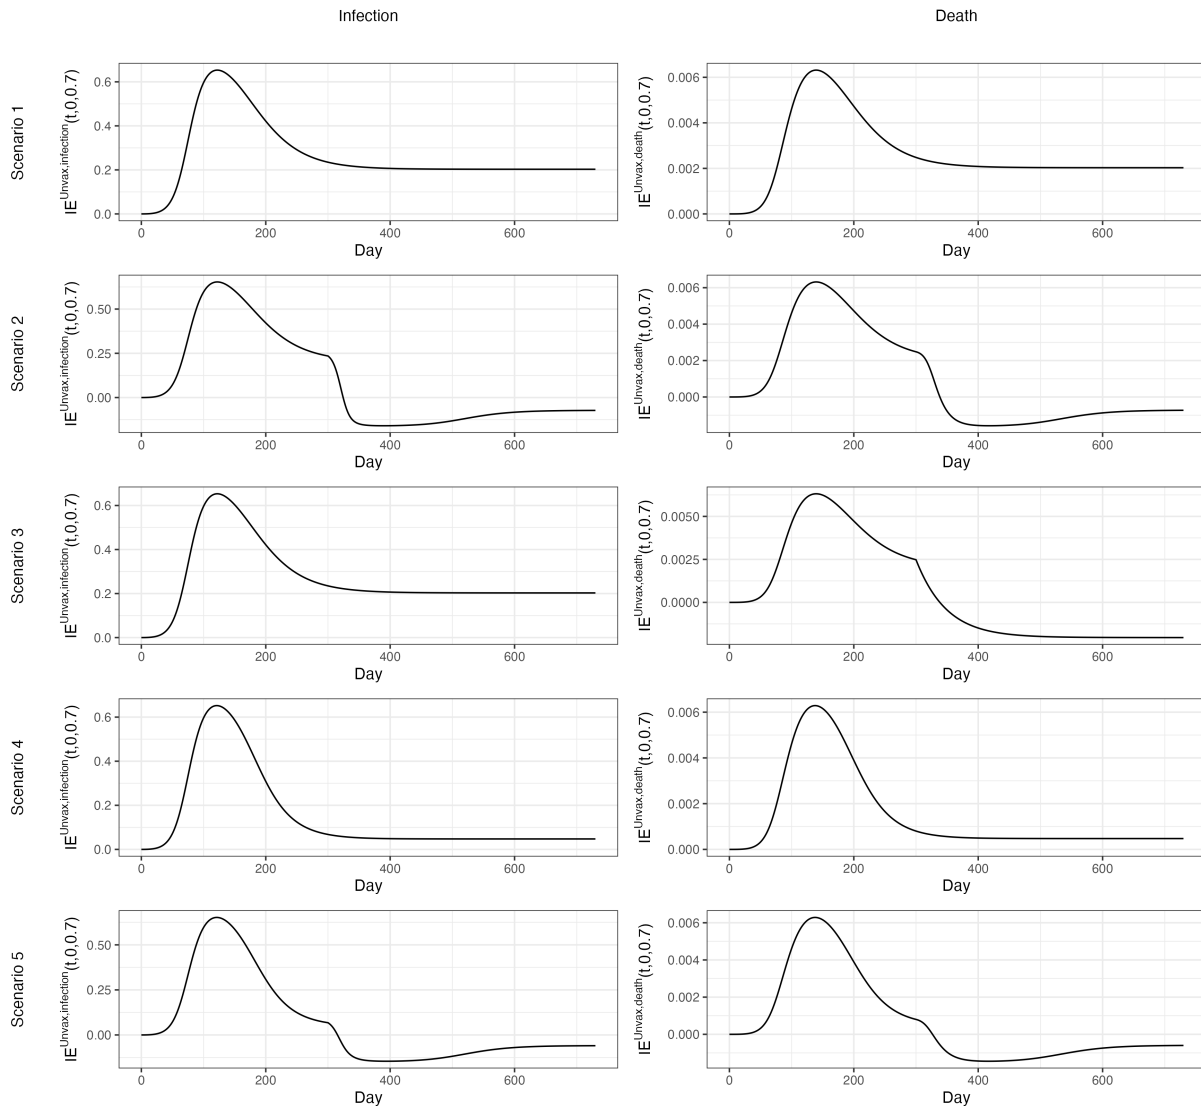 Infection
Death
Scenario 1
IE^Unvax,infection(t,0,0.7)
0.6
0.4
0.2
0.0
0 200 400 600
Day
IE^Unvax,death(t,0,0.7)
0.006
0.004
0.002
0.000
0 200 400 600
Day
Scenario 2
IE^Unvax,infection(t,0,0.7)
0.50
0.25
0.00
0 200 400 600
Day
IE^Unvax,death(t,0,0.7)
0.006
0.004
0.002
0.000
0 200 400 600
Day
Scenario 3
IE^Unvax,infection(t,0,0.7)
0.6
0.4
0.2
0.0
0 200 400 600
Day
IE^Unvax,death(t,0,0.7)
0.0050
0.0025
0.0000
0 200 400 600
Day
Scenario 4
IE^Unvax,infection(t,0,0.7)
0.6
0.4
0.2
0.0
0 200 400 600
Day
IE^Unvax,death(t,0,0.7)
0.006
0.004
0.002
0.000
0 200 400 600
Day
Scenario 5
IE^Unvax,infection(t,0,0.7)
0.50
0.25
0.00
0 200 400 600
Day
IE^Unvax,death(t,0,0.7)
0.006
0.004
0.002
0.000
0 200 400 600
Day